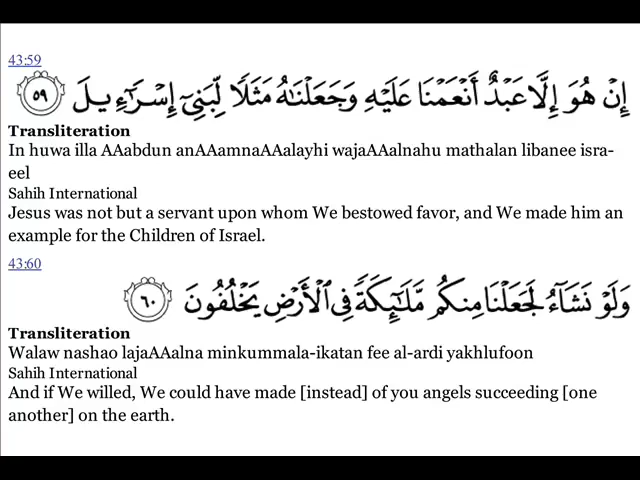 43:59
إِنْ هُوَ إِلَّا عَبْدٌ أَنْعَمْنَا عَلَيْهِ وَجَعَلْنَاهُ مَثَلًا لِّبَنِيٓ إِسْرَٰٓءِيلَ ٥٩
Transliteration
In huwa illa AAabdun anAAamnaAAalayhi wajaAAalnahu mathalan libanee isra-
eel
Sahih International
Jesus was not but a servant upon whom We bestowed favor, and We made him an
example for the Children of Israel.
43:60
وَلَوْ نَشَآءُ لَجَعَلْنَا مِنكُم مَّلَٰٓئِكَةً فِي ٱلْأَرْضِ يَخْلُفُونَ ٦٠
Transliteration
Walaw nashao lajaAAalna minkummala-ikatan fee al-ardi yakhlufoon
Sahih International
And if We willed, We could have made [instead] of you angels succeeding [one
another] on the earth.